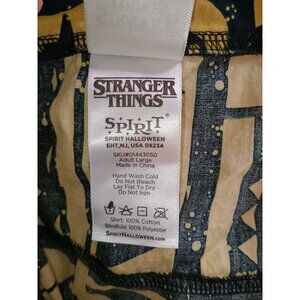 STRANGER
THINGS
SPIRIT
SPIRIT HALLOWEEN
EHT,NJ, USA 08234
SKU#01443050
Adult Large
Made In China
Hand Wash Cold
Do Not Bleach
Lay Flat To Dry
Do Not Iron
Shirt: 100% Cotton
Blindfold: 100% Polyester
SPIRITHALLOWEEN.COM